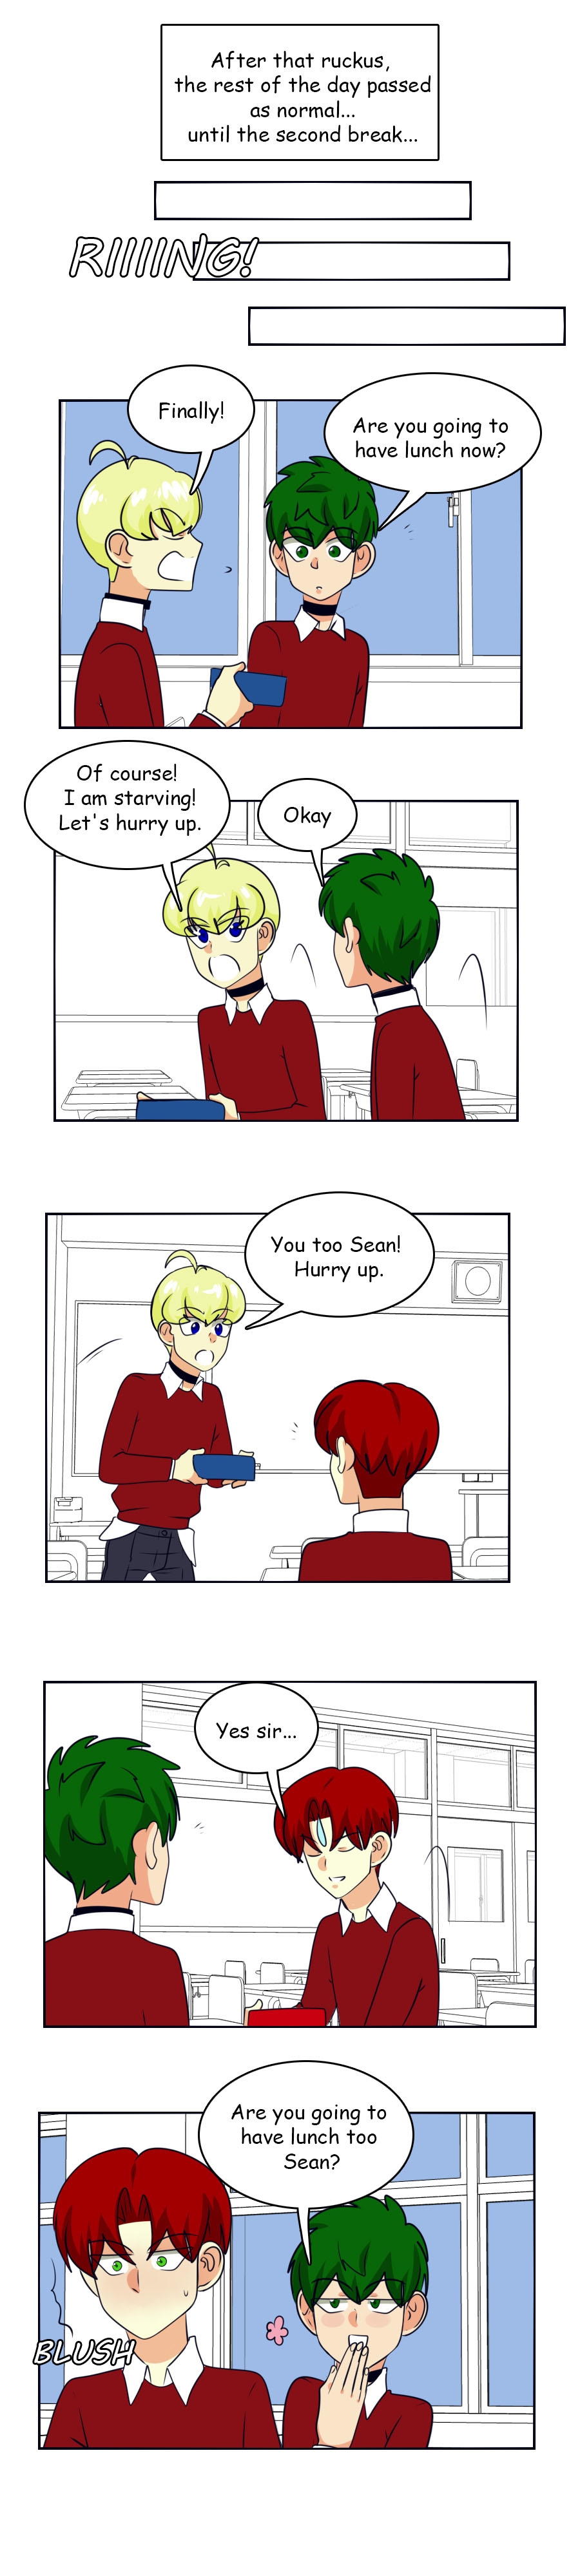 After that ruckus,
the rest of the day passed
as normal...
until the second break...
RIIIING!
Finally!
Are you going to
have lunch now?
Of course!
I am starving!
Let's hurry up.
Okay
You too Sean!
Hurry up.
Yes sir...
Are you going to
have lunch too
Sean?
BLUSH